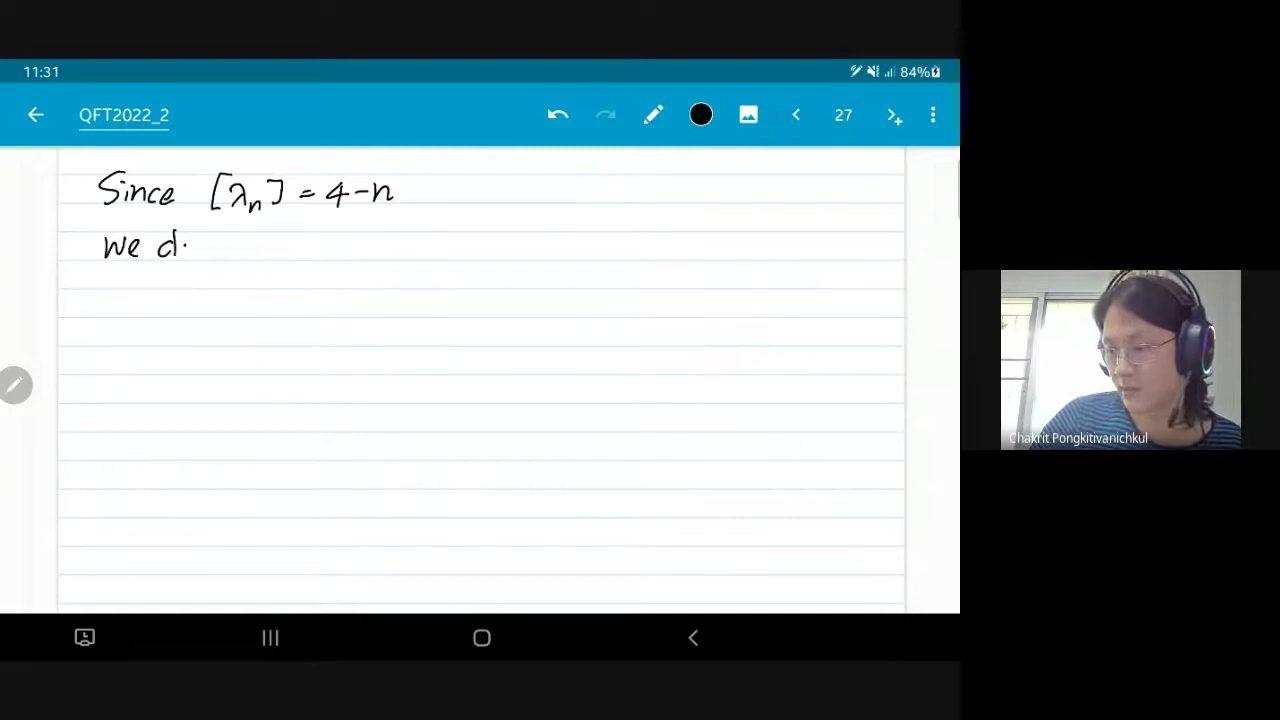 11:31
84%
QFT2022_2
27
Since [λn] = 4-n
we d
Chakrit Pongkitivanichkul